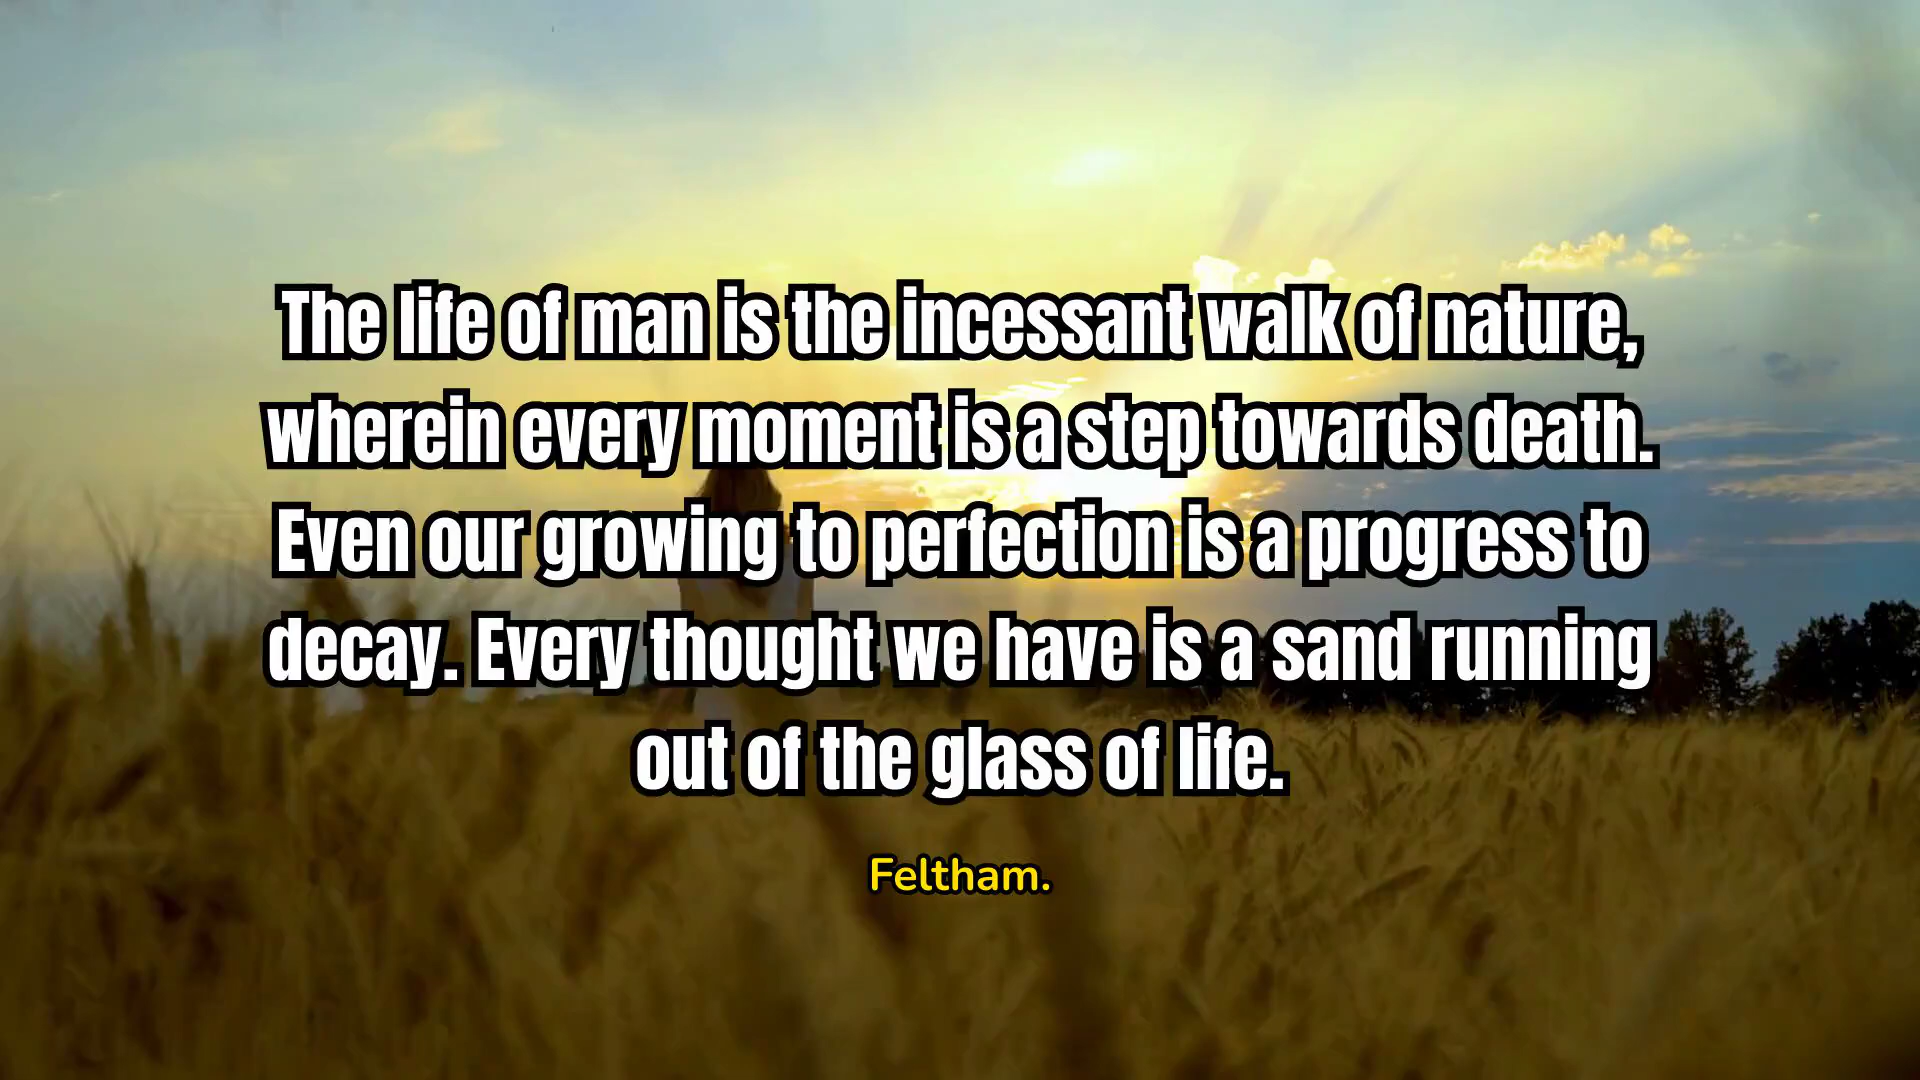 The life of man is the incessant walk of nature,
wherein every moment is a step towards death.
Even our growing to perfection is a progress to
decay. Every thought we have is a sand running
out of the glass of life.
Feltham.